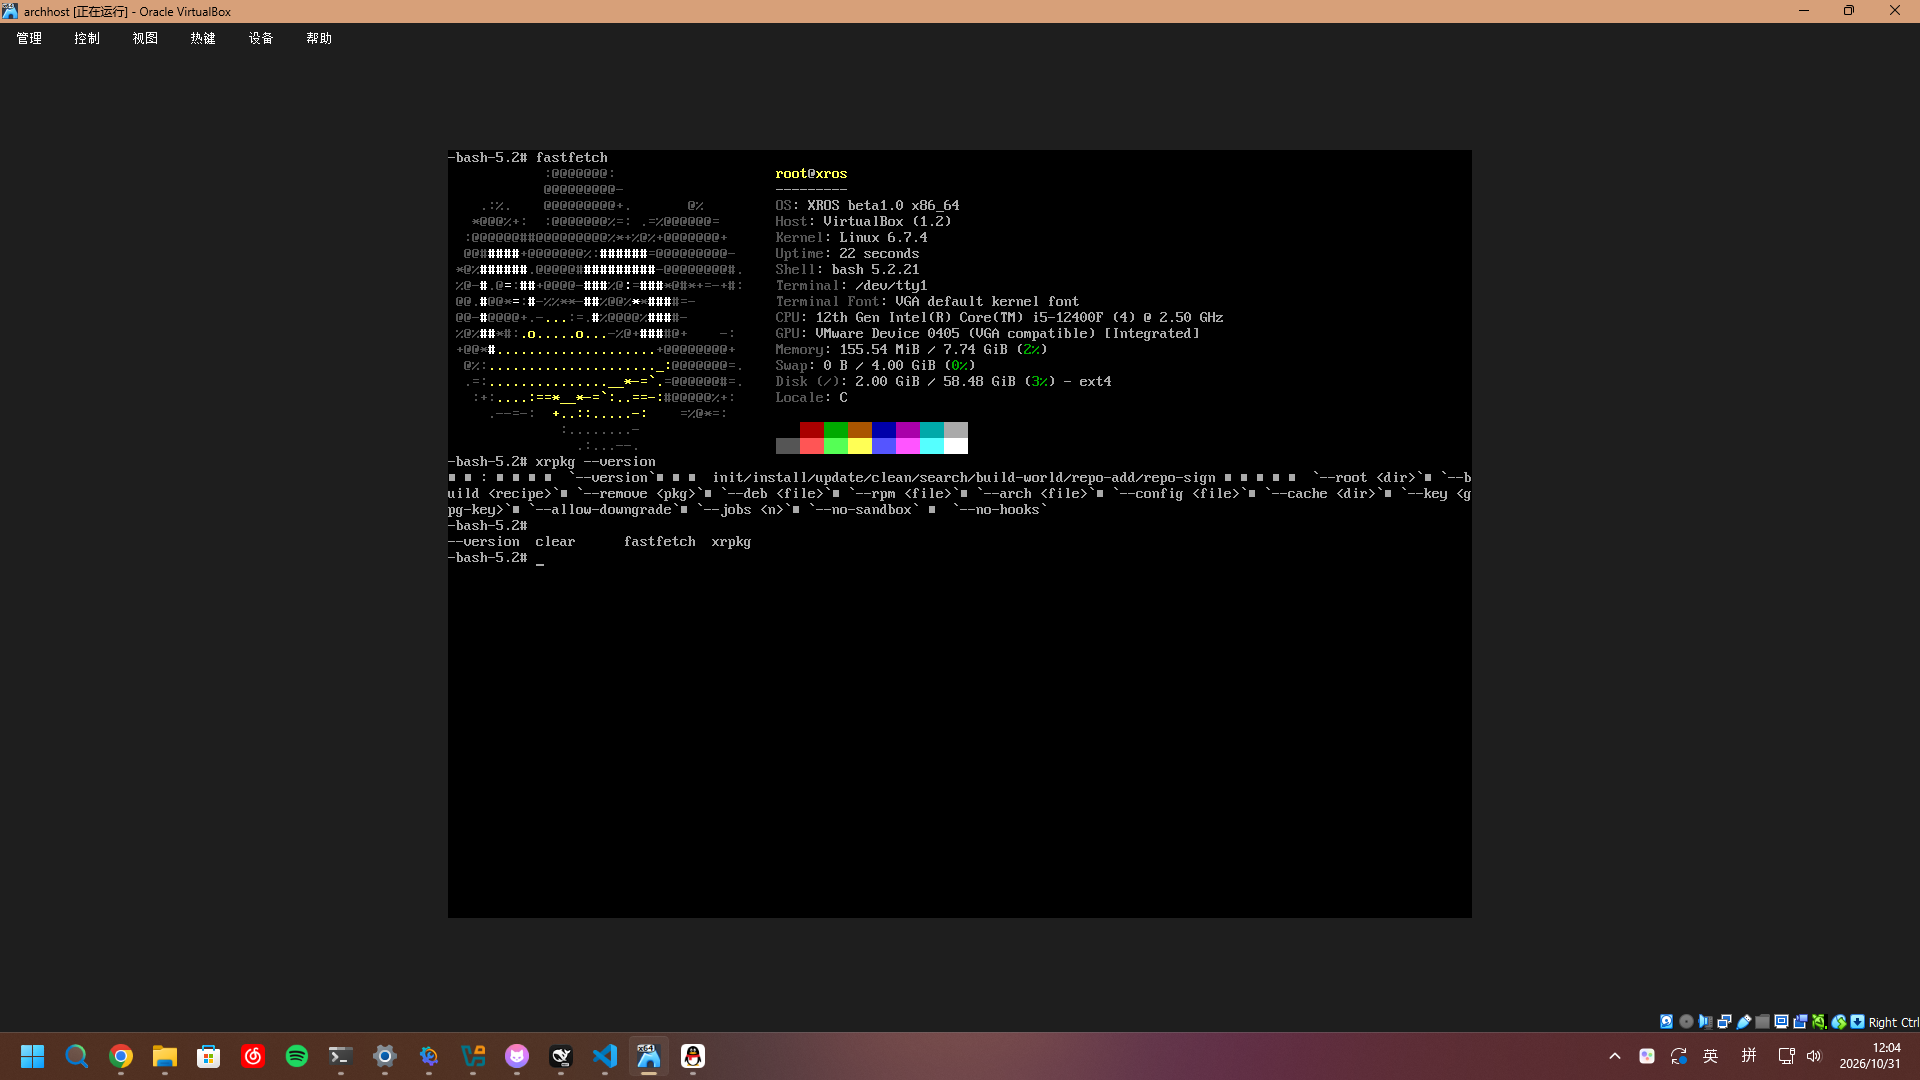 archhost [正在运行] - Oracle VirtualBox
管理 控制 视图 热键 设备 帮助
-bash-5.2# fastfetch
root@xros
---------
OS: XROS beta1.0 x86_64
Host: VirtualBox (1.2)
Kernel: Linux 6.7.4
Uptime: 22 seconds
Shell: bash 5.2.21
Terminal: /dev/tty1
Terminal Font: VGA default kernel font
CPU: 12th Gen Intel(R) Core(TM) i5-12400F (4) @ 2.50 GHz
GPU: VMware Device 0405 (VGA compatible) [Integrated]
Memory: 155.54 MiB / 7.74 GiB (2%)
Swap: 0 B / 4.00 GiB (0%)
Disk (/): 2.00 GiB / 58.48 GiB (3%) - ext4
Locale: C
-bash-5.2# xrpkg --version
■ ■ : ■ ■ ■ ■  `--version`■ ■ ■  init/install/update/clean/search/build-world/repo-add/repo-sign ■ ■ ■ ■ ■  `--root <dir>`■ `--b
uild <recipe>`■ `--remove <pkg>`■ `--deb <file>`■ `--rpm <file>`■ `--arch <file>`■ `--config <file>`■ `--cache <dir>`■ `--key <g
pg-key>`■ `--allow-downgrade`■ `--jobs <n>`■ `--no-sandbox` ■  `--no-hooks`
-bash-5.2#
--version  clear      fastfetch  xrpkg
-bash-5.2# _
Right Ctrl
英 拼
12:04
2026/10/31